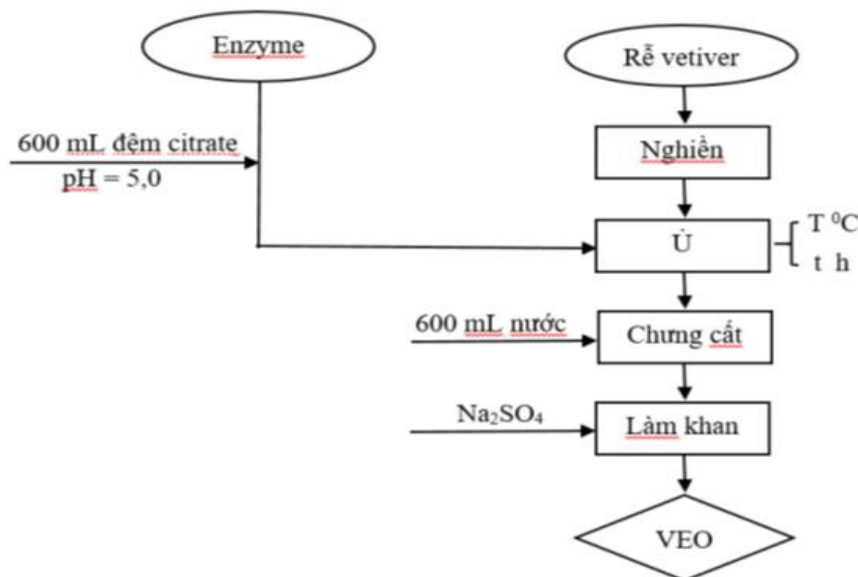 Enzyme
Rễ vetiver
600 mL đệm citrate
pH = 5,0
Nghiền
Ủ
T ⁰C
t h
600 mL nước
Chưng cất
Na₂SO₄
Làm khan
VEO